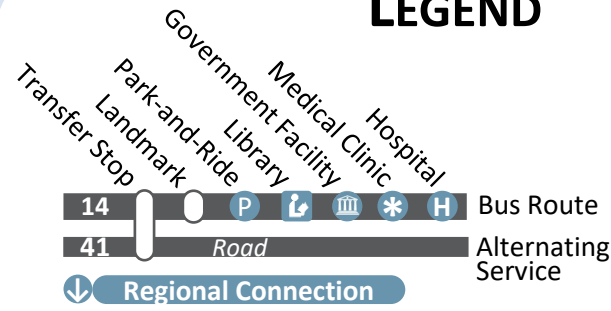 LEGEND
Transfer Stop
Landmark
Park-and-Ride
Library
Government Facility
Medical Clinic
Hospital
14 P H Bus Route
41 Road Alternating
Service
Regional Connection